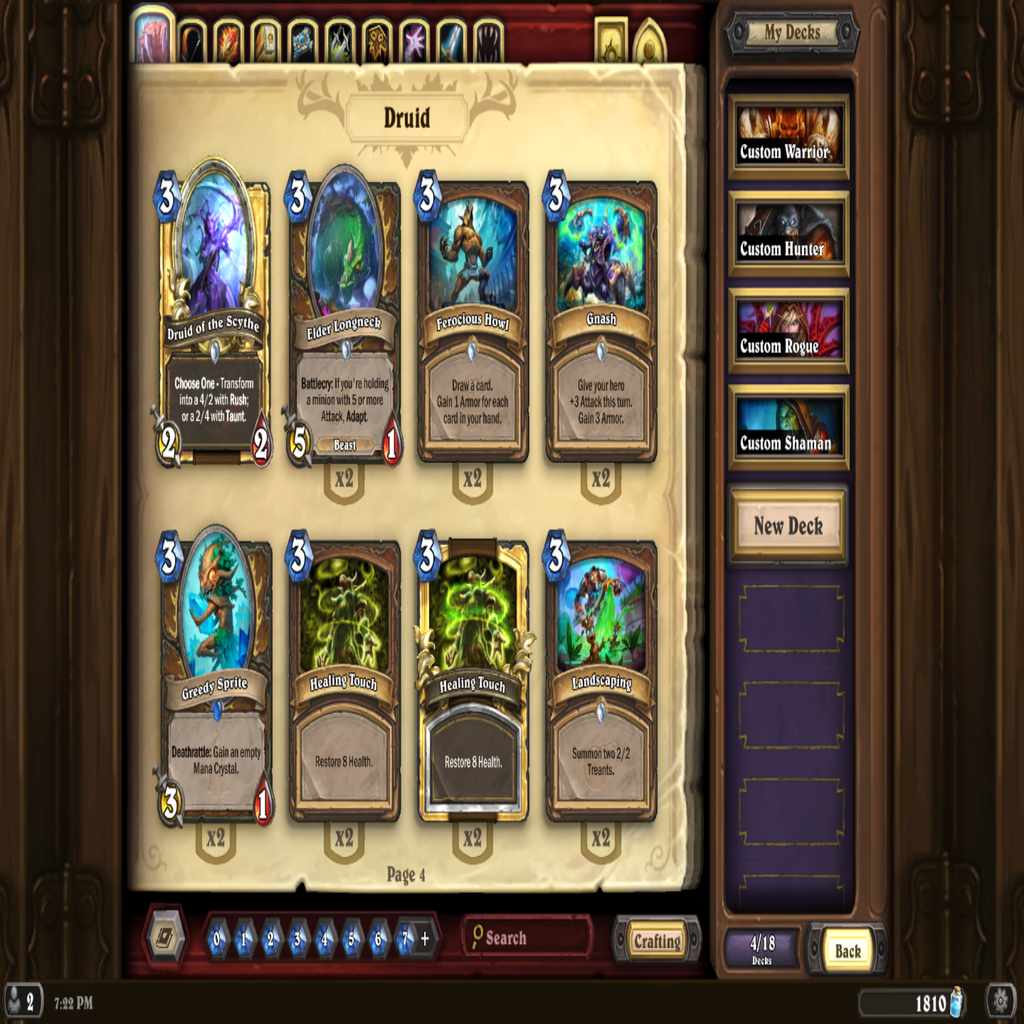 Druid
My Decks
3
Druid of the Scythe
Choose One - Transform
into a 4/2 with Rush;
or a 2/4 with Taunt.
2
2
3
Elder Longneck
Battlecry: If you're holding
a minion with 5 or more
Attack, Adapt.
Beast
5
1
x2
3
Ferocious Howl
Draw a card.
Gain 1 Armor for each
card in your hand.
x2
3
Gnash
Give your hero
+3 Attack this turn.
Gain 3 Armor.
x2
3
Greedy Sprite
Deathrattle: Gain an empty
Mana Crystal.
3
1
x2
3
Healing Touch
Restore 8 Health.
x2
3
Healing Touch
Restore 8 Health.
x2
3
Landscaping
Summon two 2/2
Treants.
x2
Page 4
Custom Warrior
Custom Hunter
Custom Rogue
Custom Shaman
New Deck
0 1 2 3 4 5 6 7 +
Search
Crafting
4/18
Decks
Back
2
7:22 PM
1810